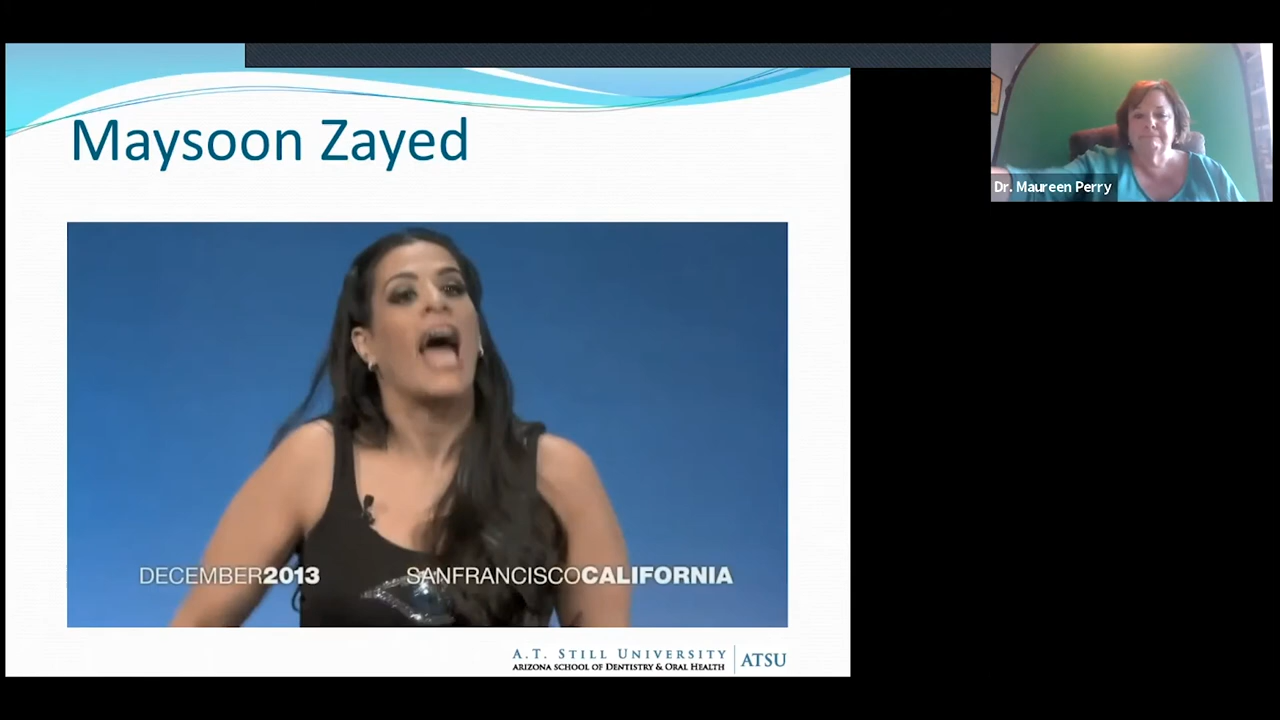 Maysoon Zayed
Dr. Maureen Perry
DECEMBER2013 SANFRANCISCOCALIFORNIA
A.T. STILL UNIVERSITY
ARIZONA SCHOOL OF DENTISTRY & ORAL HEALTH
ATSU